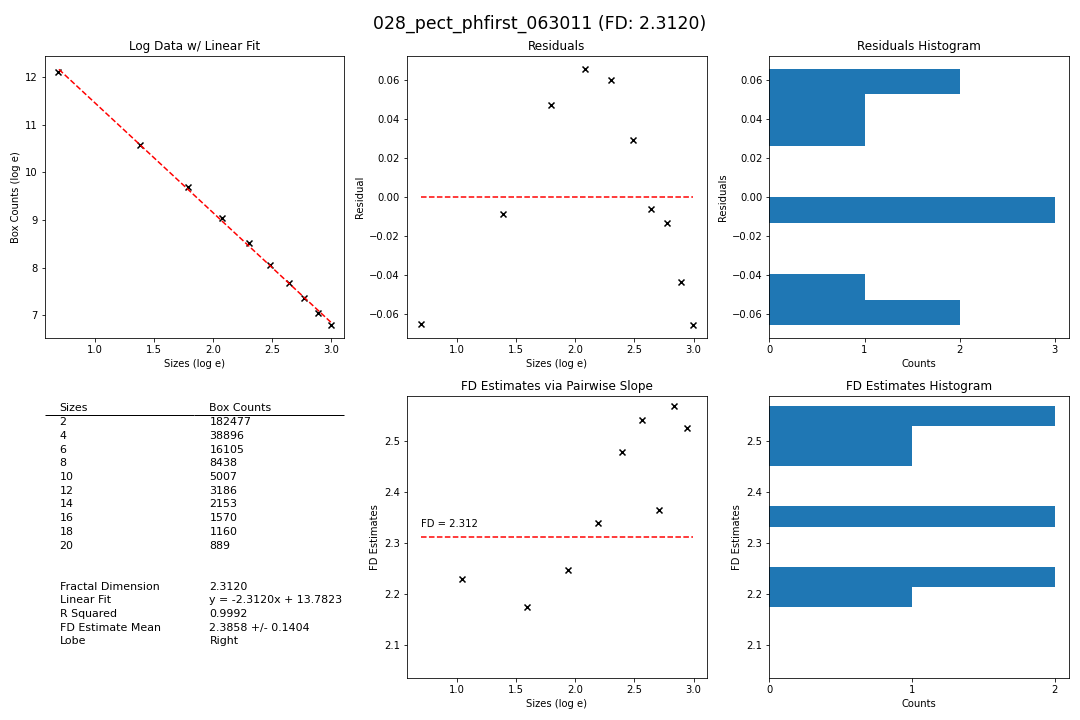 028_pect_phfirst_063011 (FD: 2.3120)
Log Data w/ Linear Fit
12
11
10
9
8
7
Box Counts (log e)
1.0 1.5 2.0 2.5 3.0
Sizes (log e)
Residuals
0.06
0.04
0.02
0.00
−0.02
−0.04
−0.06
Residual
1.0 1.5 2.0 2.5 3.0
Sizes (log e)
Residuals Histogram
0.06
0.04
0.02
0.00
−0.02
−0.04
−0.06
Residuals
0 1 2 3
Counts
Sizes Box Counts
2 182477
4 38896
6 16105
8 8438
10 5007
12 3186
14 2153
16 1570
18 1160
20 889
Fractal Dimension 2.3120
Linear Fit y = -2.3120x + 13.7823
R Squared 0.9992
FD Estimate Mean 2.3858 +/- 0.1404
Lobe Right
FD Estimates via Pairwise Slope
2.5
2.4
2.3
2.2
2.1
FD Estimates
FD = 2.312
1.0 1.5 2.0 2.5 3.0
Sizes (log e)
FD Estimates Histogram
2.5
2.4
2.3
2.2
2.1
FD Estimates
0 1 2
Counts